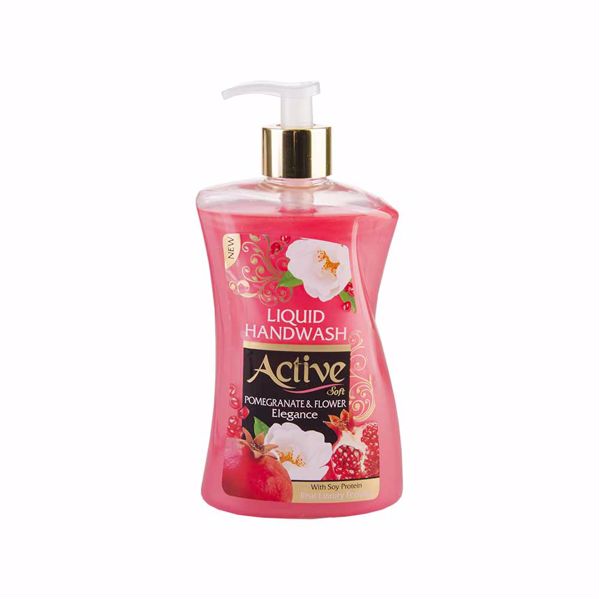 NEW
LIQUID
HANDWASH
Active
Soft
POMEGRANATE & FLOWER
Elegance
With Soy Protein